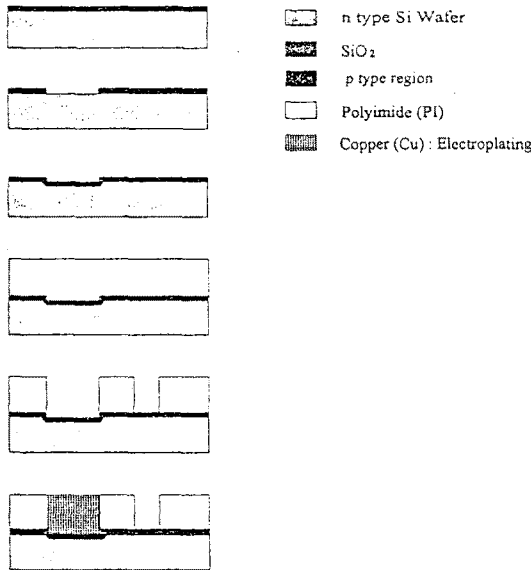 n type Si Wafer
SiO₂
p type region
Polyimide (PI)
Copper (Cu) : Electroplating